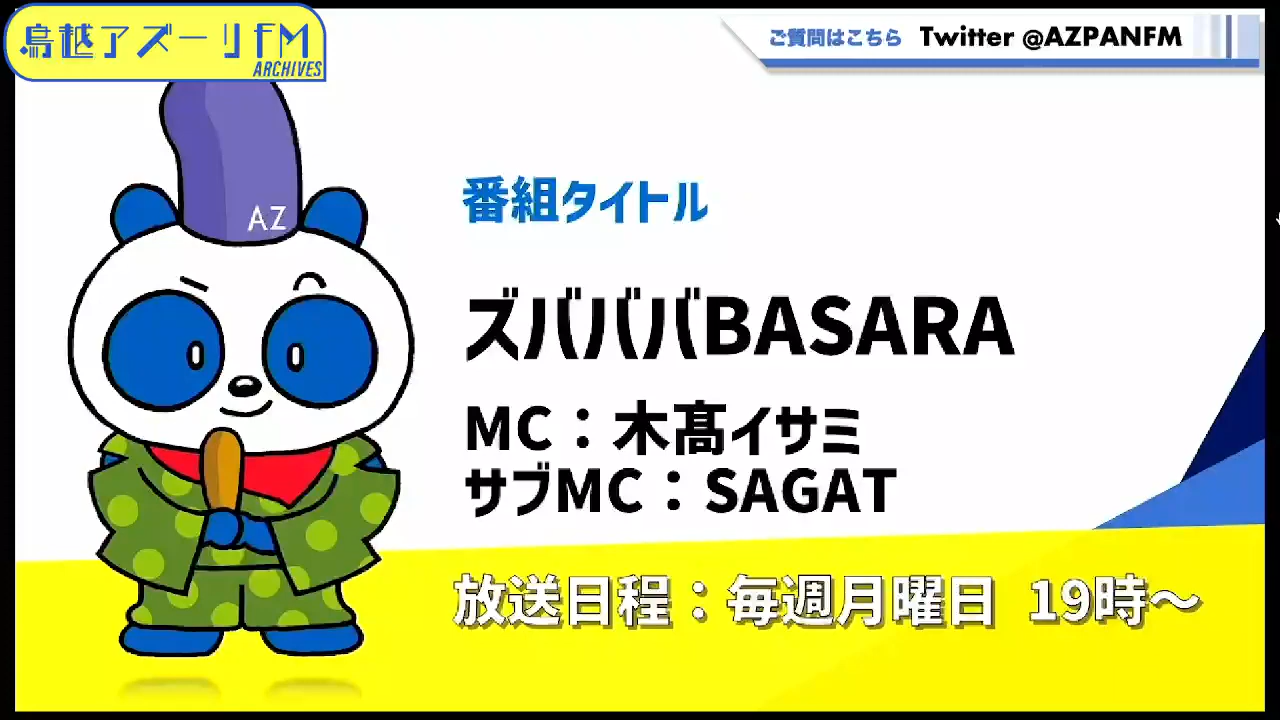 鳥越アズーリFM
ARCHIVES
ご質問はこちら Twitter @AZPANFM
AZ
番組タイトル
ズバババBASARA
MC：木髙イサミ
サブMC：SAGAT
放送日程：毎週月曜日 19時～